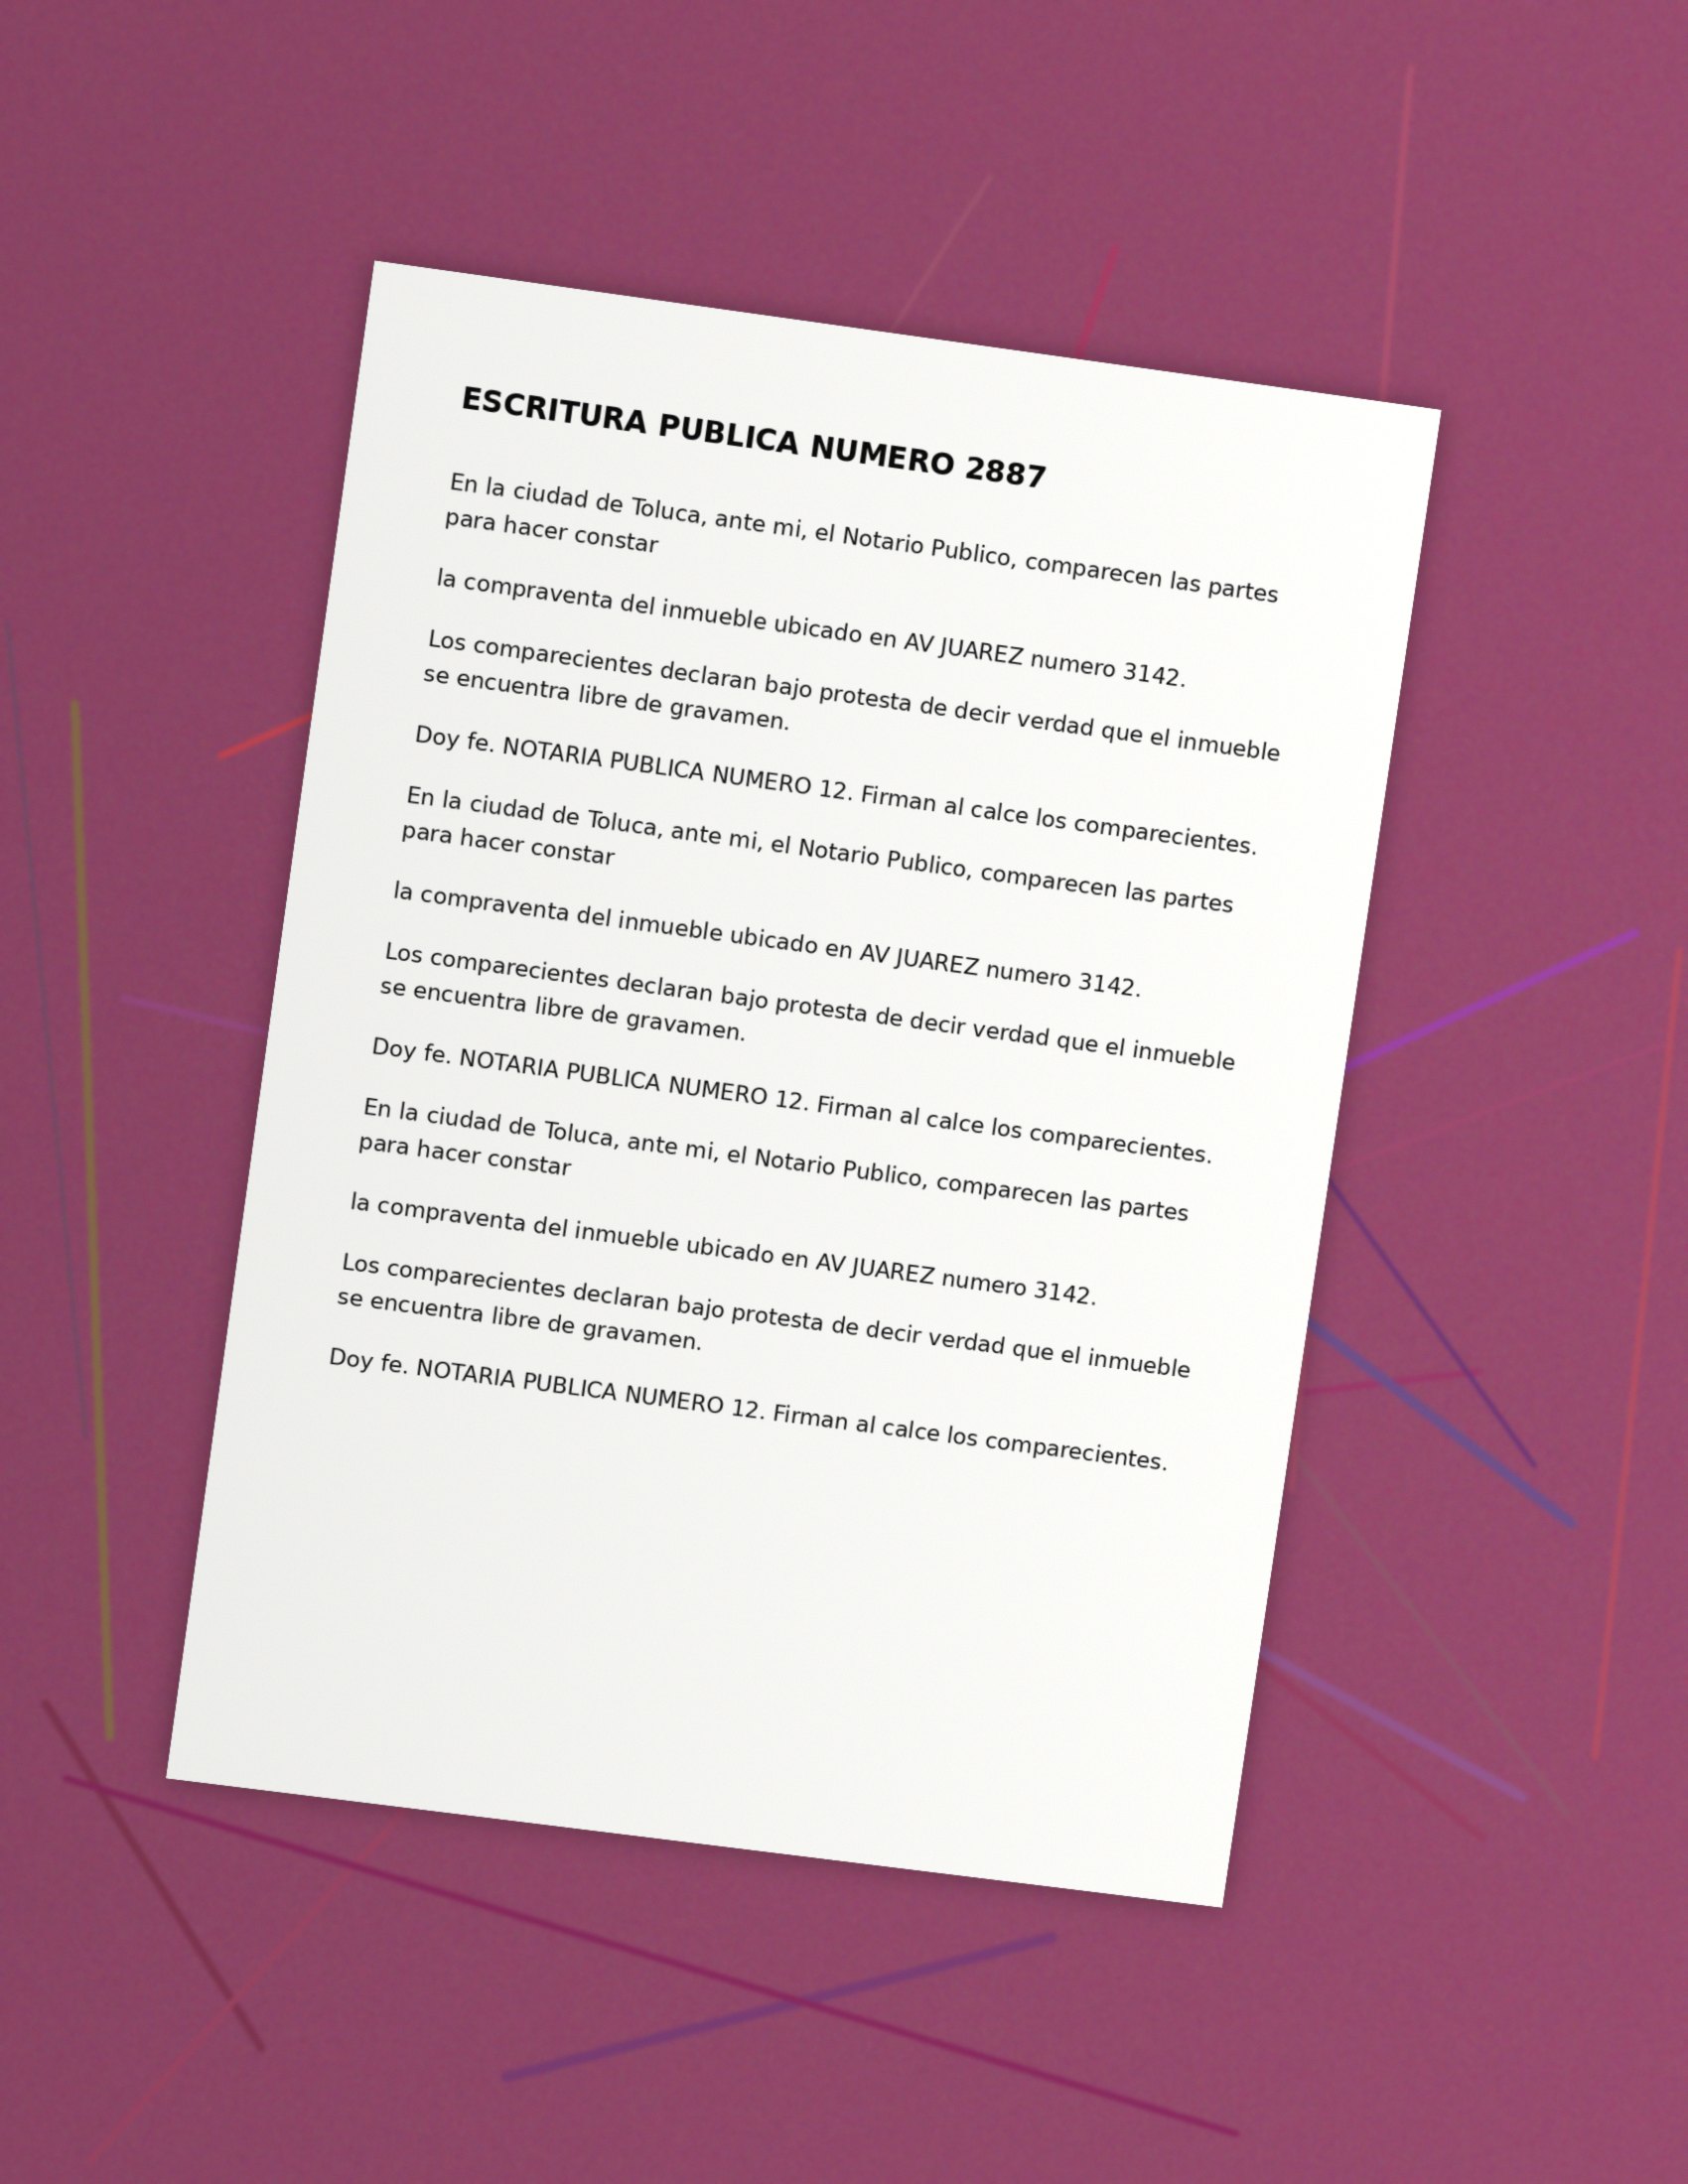 ESCRITURA PUBLICA NUMERO 2887
En la ciudad de Toluca, ante mi, el Notario Publico, comparecen las partes
para hacer constar
la compraventa del inmueble ubicado en AV JUAREZ numero 3142.
Los comparecientes declaran bajo protesta de decir verdad que el inmueble
se encuentra libre de gravamen.
Doy fe. NOTARIA PUBLICA NUMERO 12. Firman al calce los comparecientes.
En la ciudad de Toluca, ante mi, el Notario Publico, comparecen las partes
para hacer constar
la compraventa del inmueble ubicado en AV JUAREZ numero 3142.
Los comparecientes declaran bajo protesta de decir verdad que el inmueble
se encuentra libre de gravamen.
Doy fe. NOTARIA PUBLICA NUMERO 12. Firman al calce los comparecientes.
En la ciudad de Toluca, ante mi, el Notario Publico, comparecen las partes
para hacer constar
la compraventa del inmueble ubicado en AV JUAREZ numero 3142.
Los comparecientes declaran bajo protesta de decir verdad que el inmueble
se encuentra libre de gravamen.
Doy fe. NOTARIA PUBLICA NUMERO 12. Firman al calce los comparecientes.